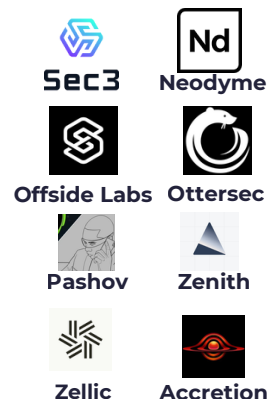 Sec3
Nd
Neodyme
Offside Labs
Ottersec
Pashov
Zenith
Zellic
Accretion